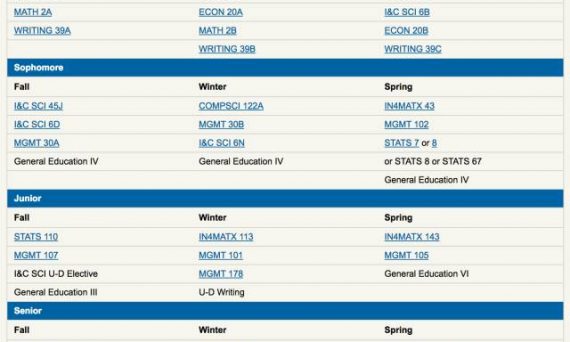 MATH 2A ECON 20A I&C SCI 6B
WRITING 39A MATH 2B ECON 20B
WRITING 39B WRITING 39C
Sophomore
Fall Winter Spring
I&C SCI 45J COMPSCI 122A IN4MATX 43
I&C SCI 6D MGMT 30B MGMT 102
MGMT 30A I&C SCI 6N STATS 7 or 8
General Education IV General Education IV or STATS 8 or STATS 67
General Education IV
Junior
Fall Winter Spring
STATS 110 IN4MATX 113 IN4MATX 143
MGMT 107 MGMT 101 MGMT 105
I&C SCI U-D Elective MGMT 178 General Education VI
General Education III U-D Writing
Senior
Fall Winter Spring